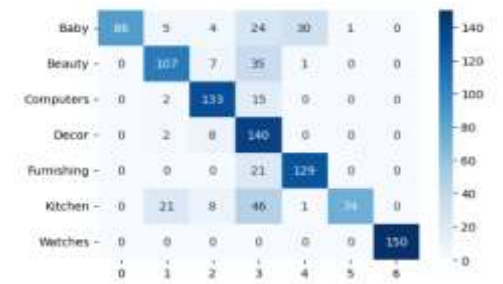 Baby 86 5 4 24 30 1 0
Beauty 0 107 7 35 1 0 0
Computers 0 2 133 15 0 0 0
Decor 0 2 8 140 0 0 0
Furnishing 0 0 0 21 129 0 0
Kitchen 0 21 8 46 1 74 0
Watches 0 0 0 0 0 0 150
0 1 2 3 4 5 6
140
120
100
80
60
40
20
0